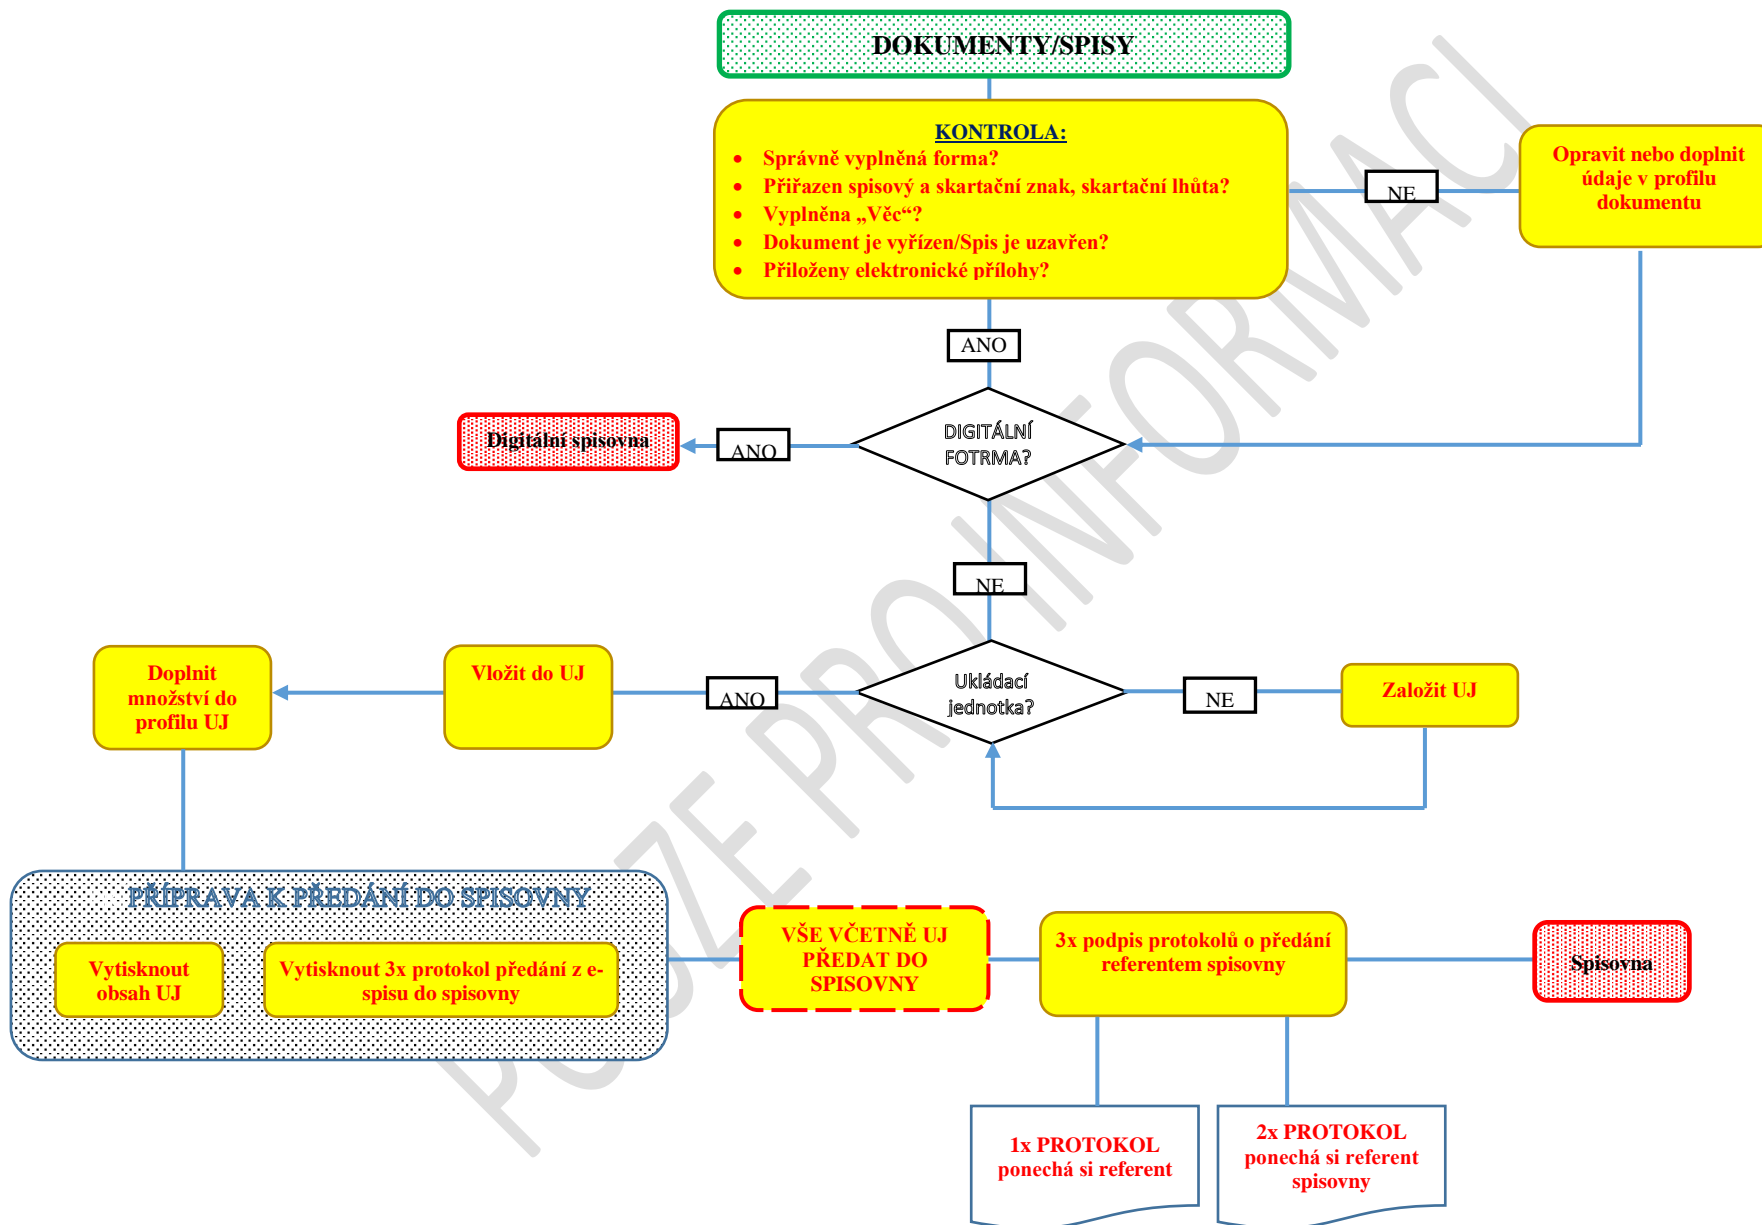 DOKUMENTY/SPISY
KONTROLA:
• Správně vyplněná forma?
• Přiřazen spisový a skartační znak, skartační lhůta?
• Vyplněna „Věc“?
• Dokument je vyřízen/Spis je uzavřen?
• Přiloženy elektronické přílohy?
NE
Opravit nebo doplnit
údaje v profilu
dokumentu
ANO
DIGITÁLNÍ
FOTRMA?
ANO
Digitální spisovna
NE
Ukládací
jednotka?
ANO
Vložit do UJ
Doplnit
množství do
profilu UJ
NE
Založit UJ
PŘÍPRAVA K PŘEDÁNÍ DO SPISOVNY
Vytisknout
obsah UJ
Vytisknout 3x protokol předání z e-
spisu do spisovny
VŠE VČETNĚ UJ
PŘEDAT DO
SPISOVNY
3x podpis protokolů o předání
referentem spisovny
Spisovna
1x PROTOKOL
ponechá si referent
2x PROTOKOL
ponechá si referent
spisovny
POUZE PRO INFORMACI